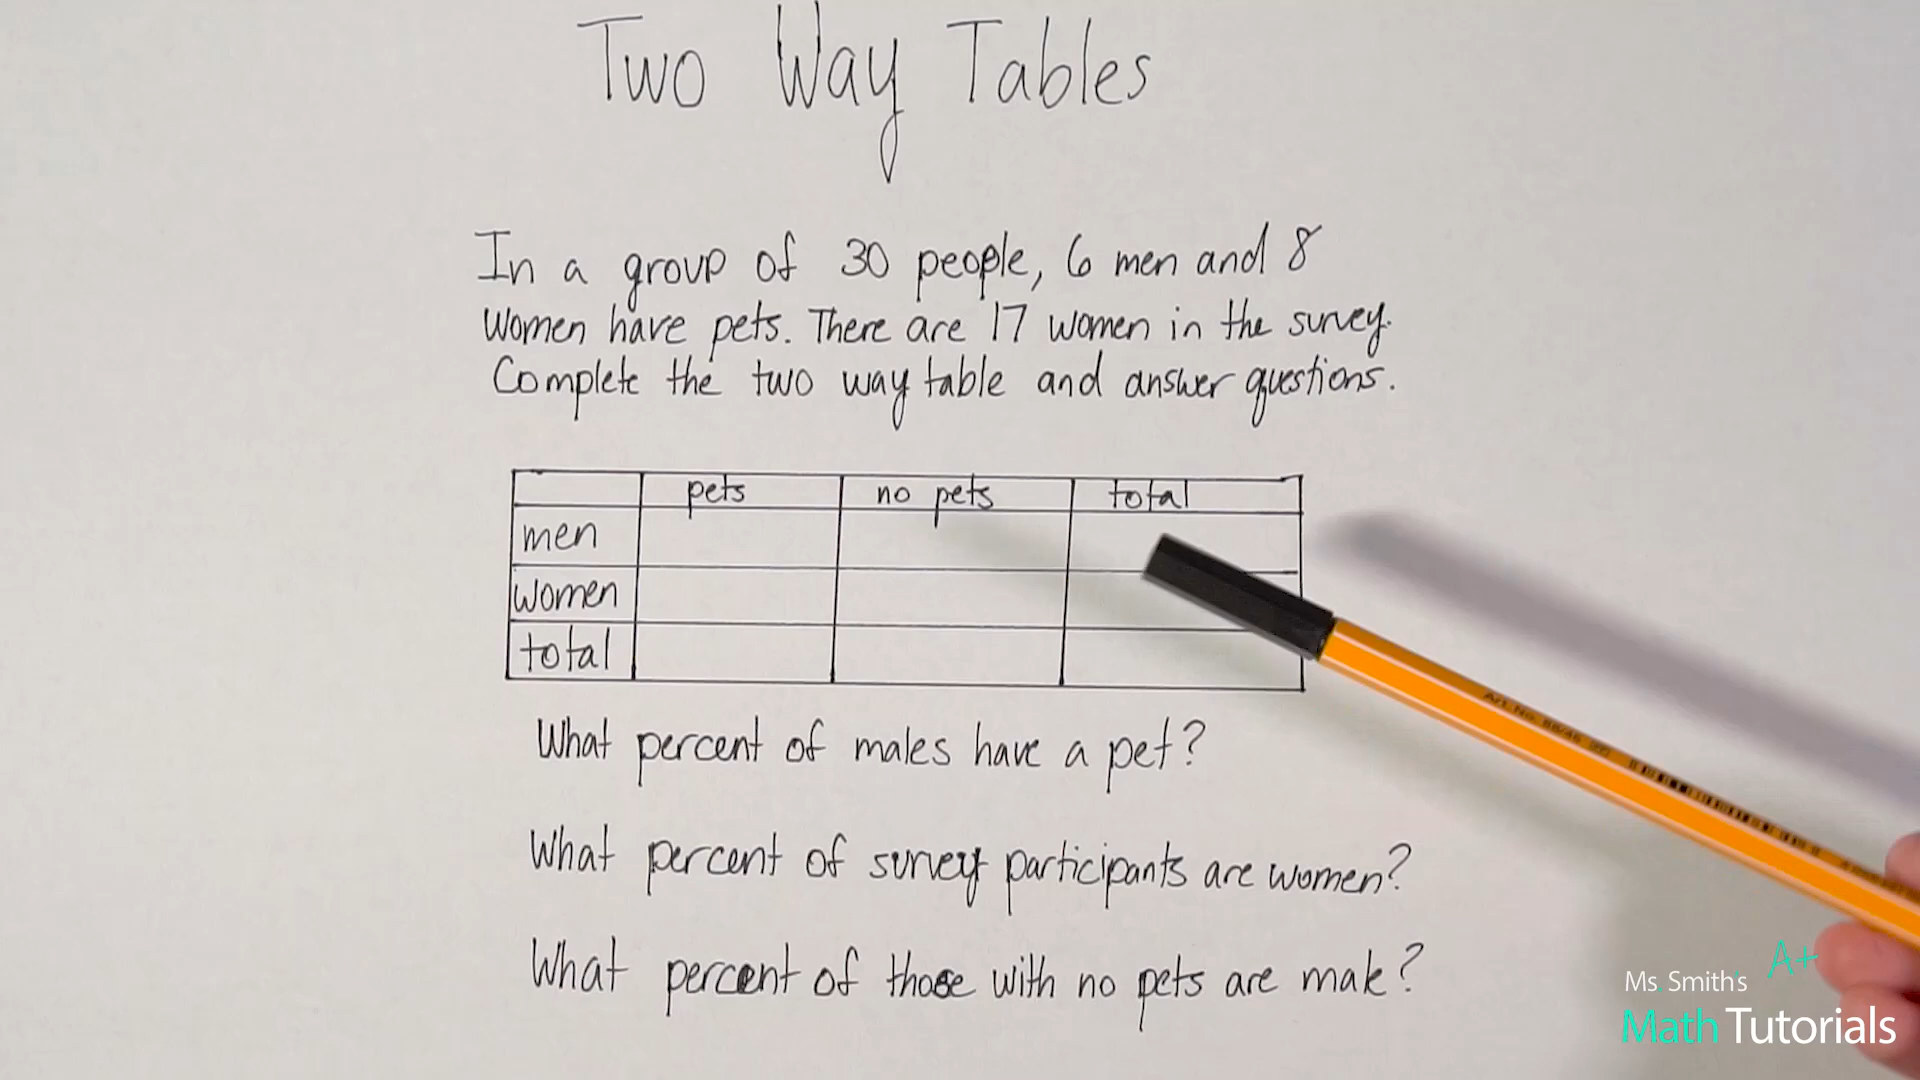 Two Way Tables
In a group of 30 people, 6 men and 8
women have pets. There are 17 women in the survey.
Complete the two way table and answer questions.
pets no pets total
men
women
total
What percent of males have a pet?
What percent of survey participants are women?
What percent of those with no pets are male?
A+
Ms. Smith's
Math Tutorials